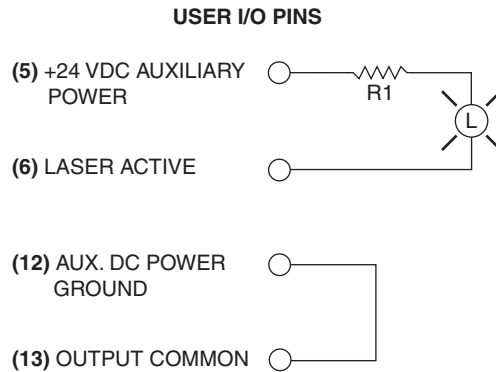 USER I/O PINS
(5) +24 VDC AUXILIARY
POWER
R1
L
(6) LASER ACTIVE
(12) AUX. DC POWER
GROUND
(13) OUTPUT COMMON